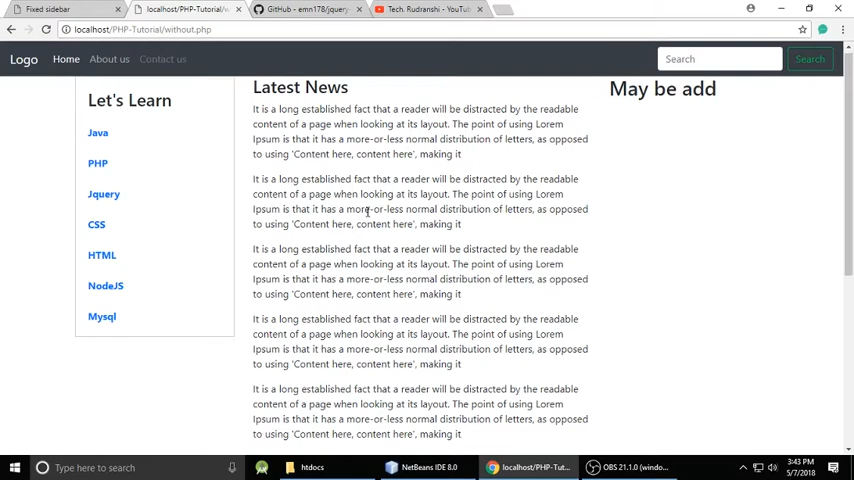 Fixed sidebar
localhost/PHP-Tutorial/w
GitHub - emn178/jquery-
Tech. Rudranshi - YouTu
localhost/PHP-Tutorial/without.php
Logo
Home
About us
Contact us
Search
Search
Let's Learn
Java
PHP
Jquery
CSS
HTML
NodeJS
Mysql
Latest News
It is a long established fact that a reader will be distracted by the readable
content of a page when looking at its layout. The point of using Lorem
Ipsum is that it has a more-or-less normal distribution of letters, as opposed
to using 'Content here, content here', making it
It is a long established fact that a reader will be distracted by the readable
content of a page when looking at its layout. The point of using Lorem
Ipsum is that it has a more-or-less normal distribution of letters, as opposed
to using 'Content here, content here', making it
It is a long established fact that a reader will be distracted by the readable
content of a page when looking at its layout. The point of using Lorem
Ipsum is that it has a more-or-less normal distribution of letters, as opposed
to using 'Content here, content here', making it
It is a long established fact that a reader will be distracted by the readable
content of a page when looking at its layout. The point of using Lorem
Ipsum is that it has a more-or-less normal distribution of letters, as opposed
to using 'Content here, content here', making it
It is a long established fact that a reader will be distracted by the readable
content of a page when looking at its layout. The point of using Lorem
Ipsum is that it has a more-or-less normal distribution of letters, as opposed
to using 'Content here, content here', making it
May be add
Type here to search
htdocs
NetBeans IDE 8.0
localhost/PHP-Tut...
OBS 21.1.0 (windo...
3:43 PM
5/7/2018